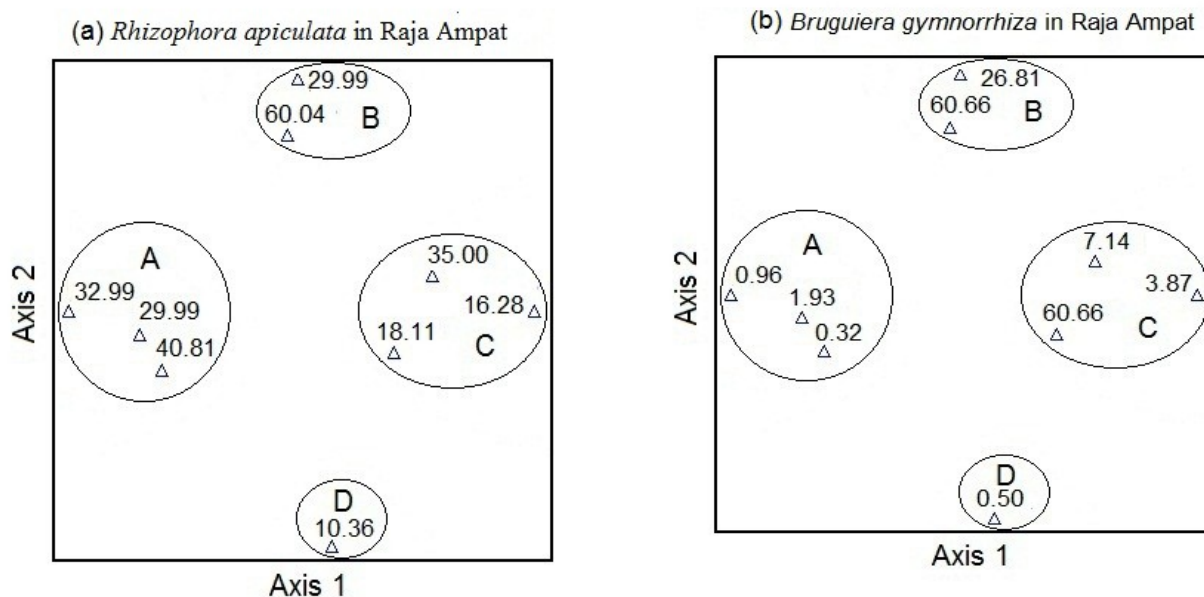 (a) Rhizophora apiculata in Raja Ampat
29.99
60.04
B
A
32.99
29.99
40.81
35.00
16.28
18.11
C
D
10.36
Axis 2
Axis 1
(b) Bruguiera gymnorrhiza in Raja Ampat
26.81
60.66
B
A
0.96
1.93
0.32
7.14
3.87
60.66
C
D
0.50
Axis 2
Axis 1